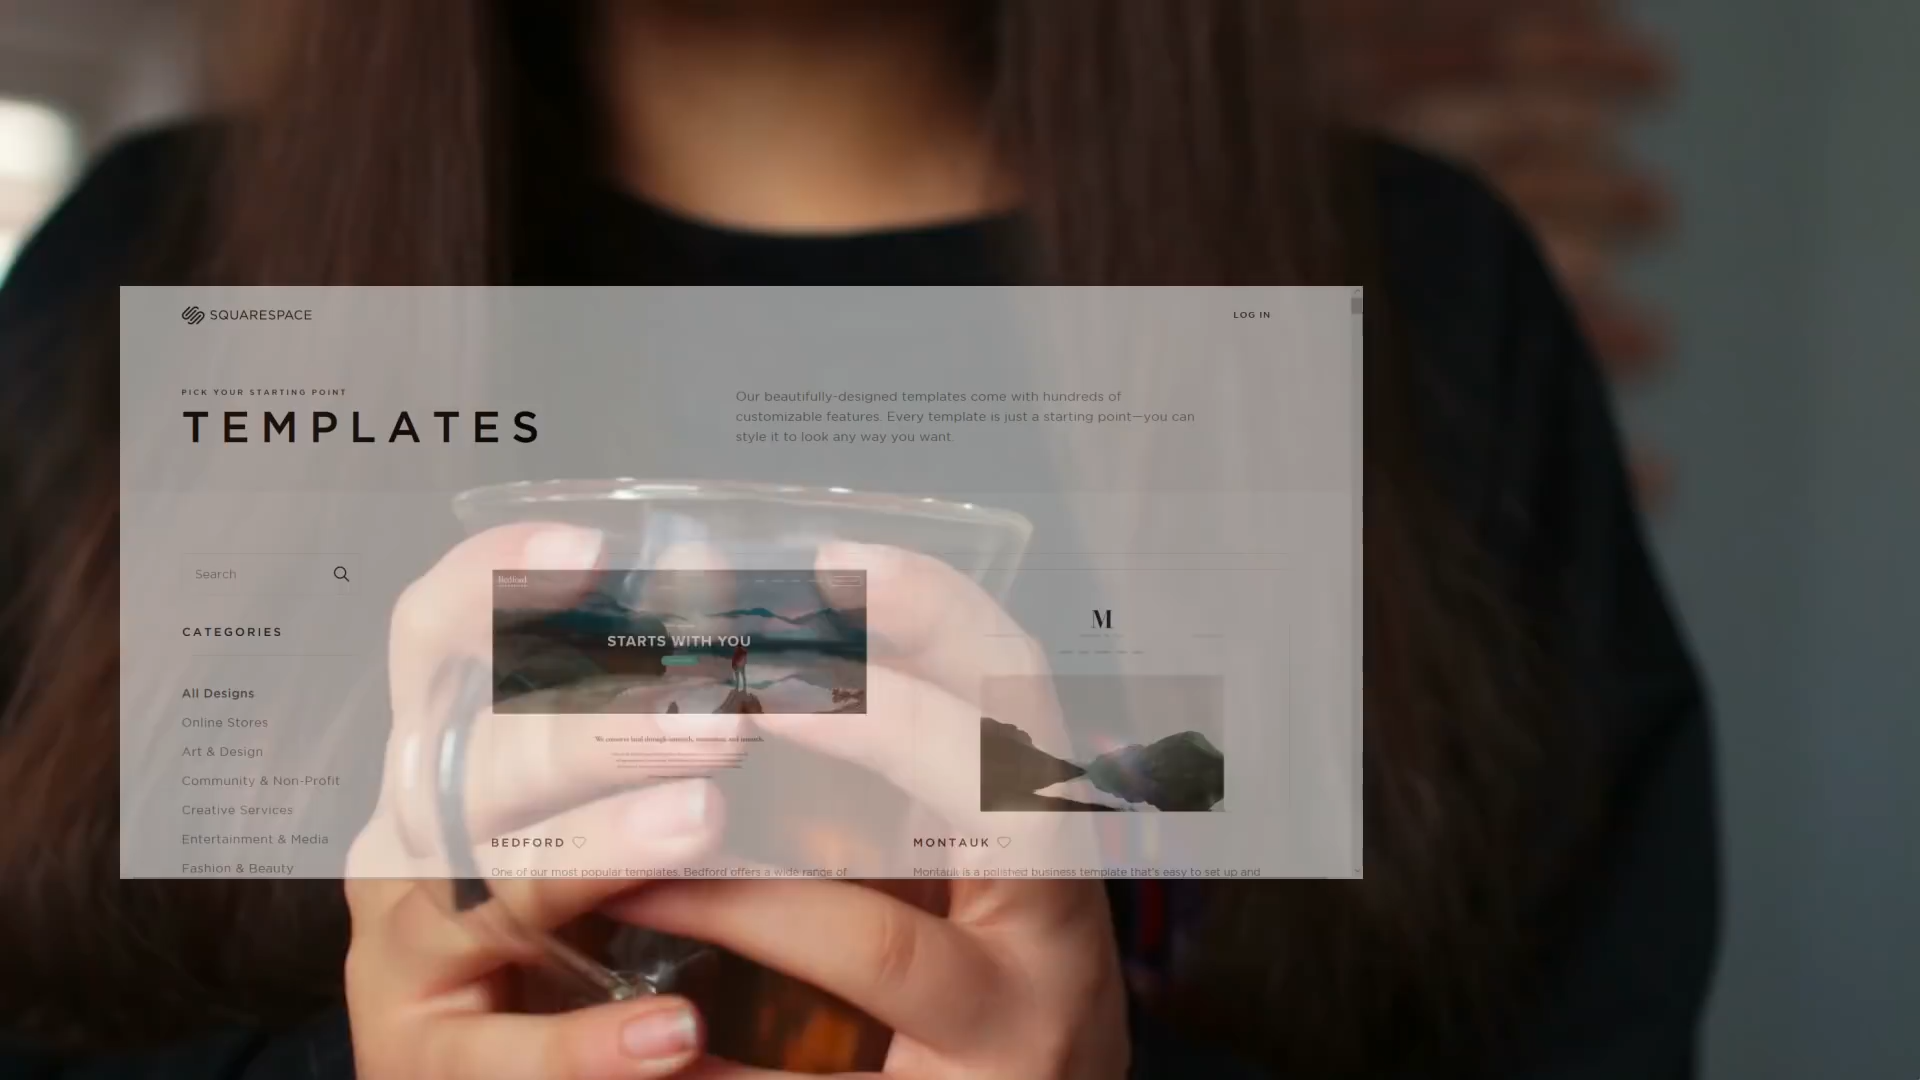 SQUARESPACE
LOG IN
PICK YOUR STARTING POINT
TEMPLATES
Our beautifully-designed templates come with hundreds of
customizable features. Every template is just a starting point—you can
style it to look any way you want.
Search
CATEGORIES
All Designs
Online Stores
Art & Design
Community & Non-Profit
Creative Services
Entertainment & Media
Fashion & Beauty
Bedford
STARTS WITH YOU
M
BEDFORD
One of our most popular templates, Bedford offers a wide range of
MONTAUK
Montauk is a polished business template that's easy to set up and